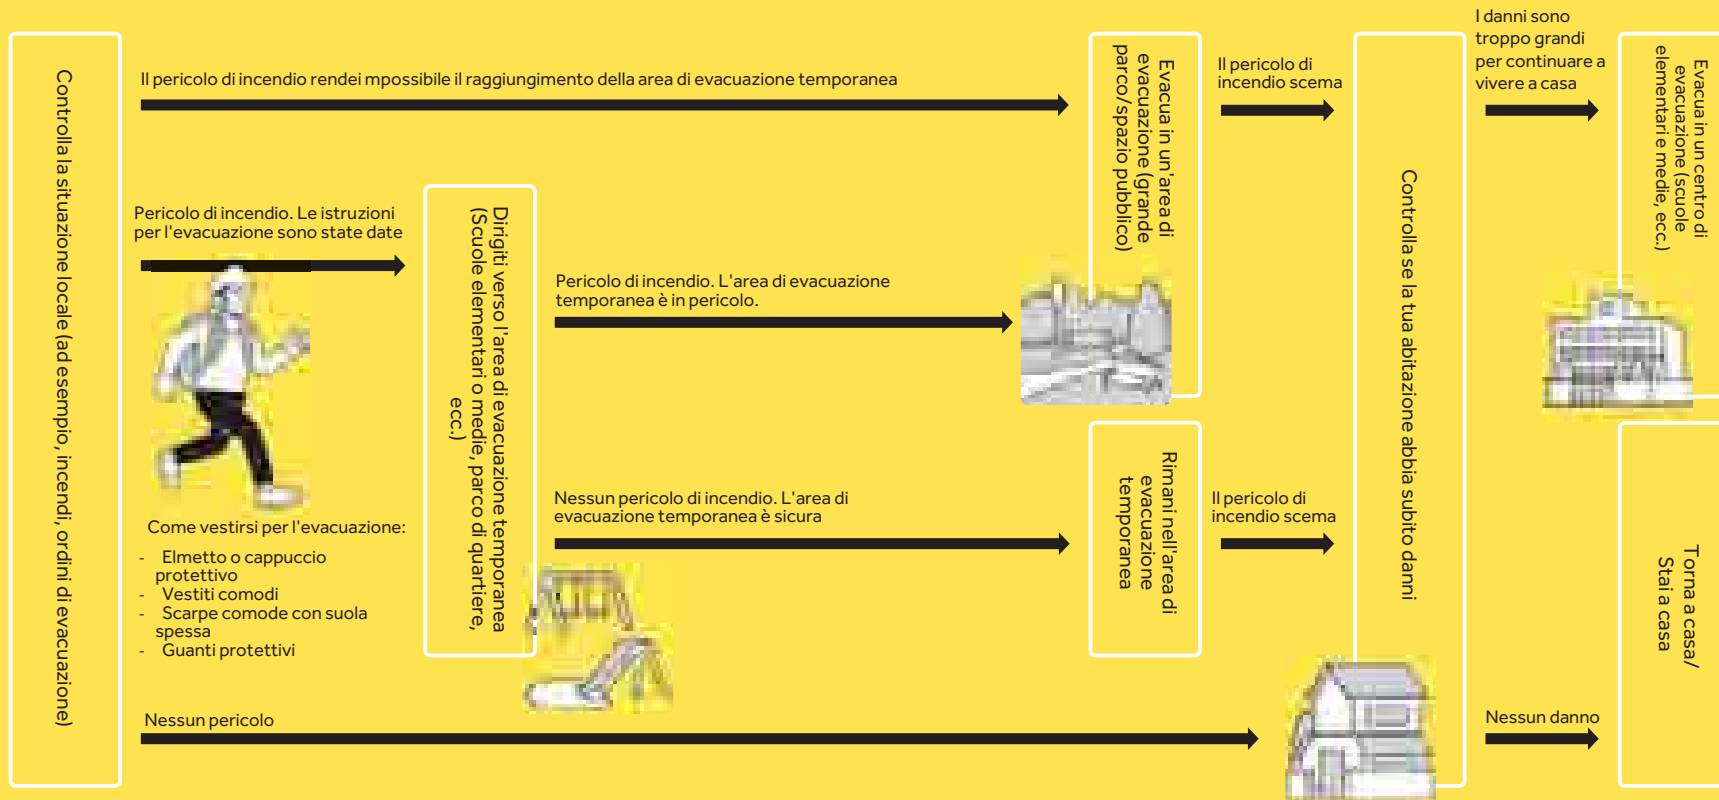 Controlla la situazione locale (ad esempio, incendi, ordini di evacuazione)
Il pericolo di incendio rendei mpossibile il raggiungimento della area di evacuazione temporanea
Pericolo di incendio. Le istruzioni
per l'evacuazione sono state date
Come vestirsi per l'evacuazione:
- Elmetto o cappuccio
protettivo
- Vestiti comodi
- Scarpe comode con suola
spessa
- Guanti protettivi
Nessun pericolo
Dirigiti verso l'area di evacuazione temporanea
(Scuole elementari o medie, parco di quartiere,
ecc.)
Pericolo di incendio. L'area di evacuazione
temporanea è in pericolo.
Nessun pericolo di incendio. L'area di
evacuazione temporanea è sicura
Evacua in un'area di
evacuazione (grande
parco/spazio pubblico)
Rimani nell'area di
evacuazione
temporanea
Il pericolo di
incendio scema
Il pericolo di
incendio scema
Controlla se la tua abitazione abbia subito danni
I danni sono
troppo grandi
per continuare a
vivere a casa
Nessun danno
Evacua in un centro di
evacuazione (scuole
elementari e medie, ecc.)
Torna a casa/
Stai a casa